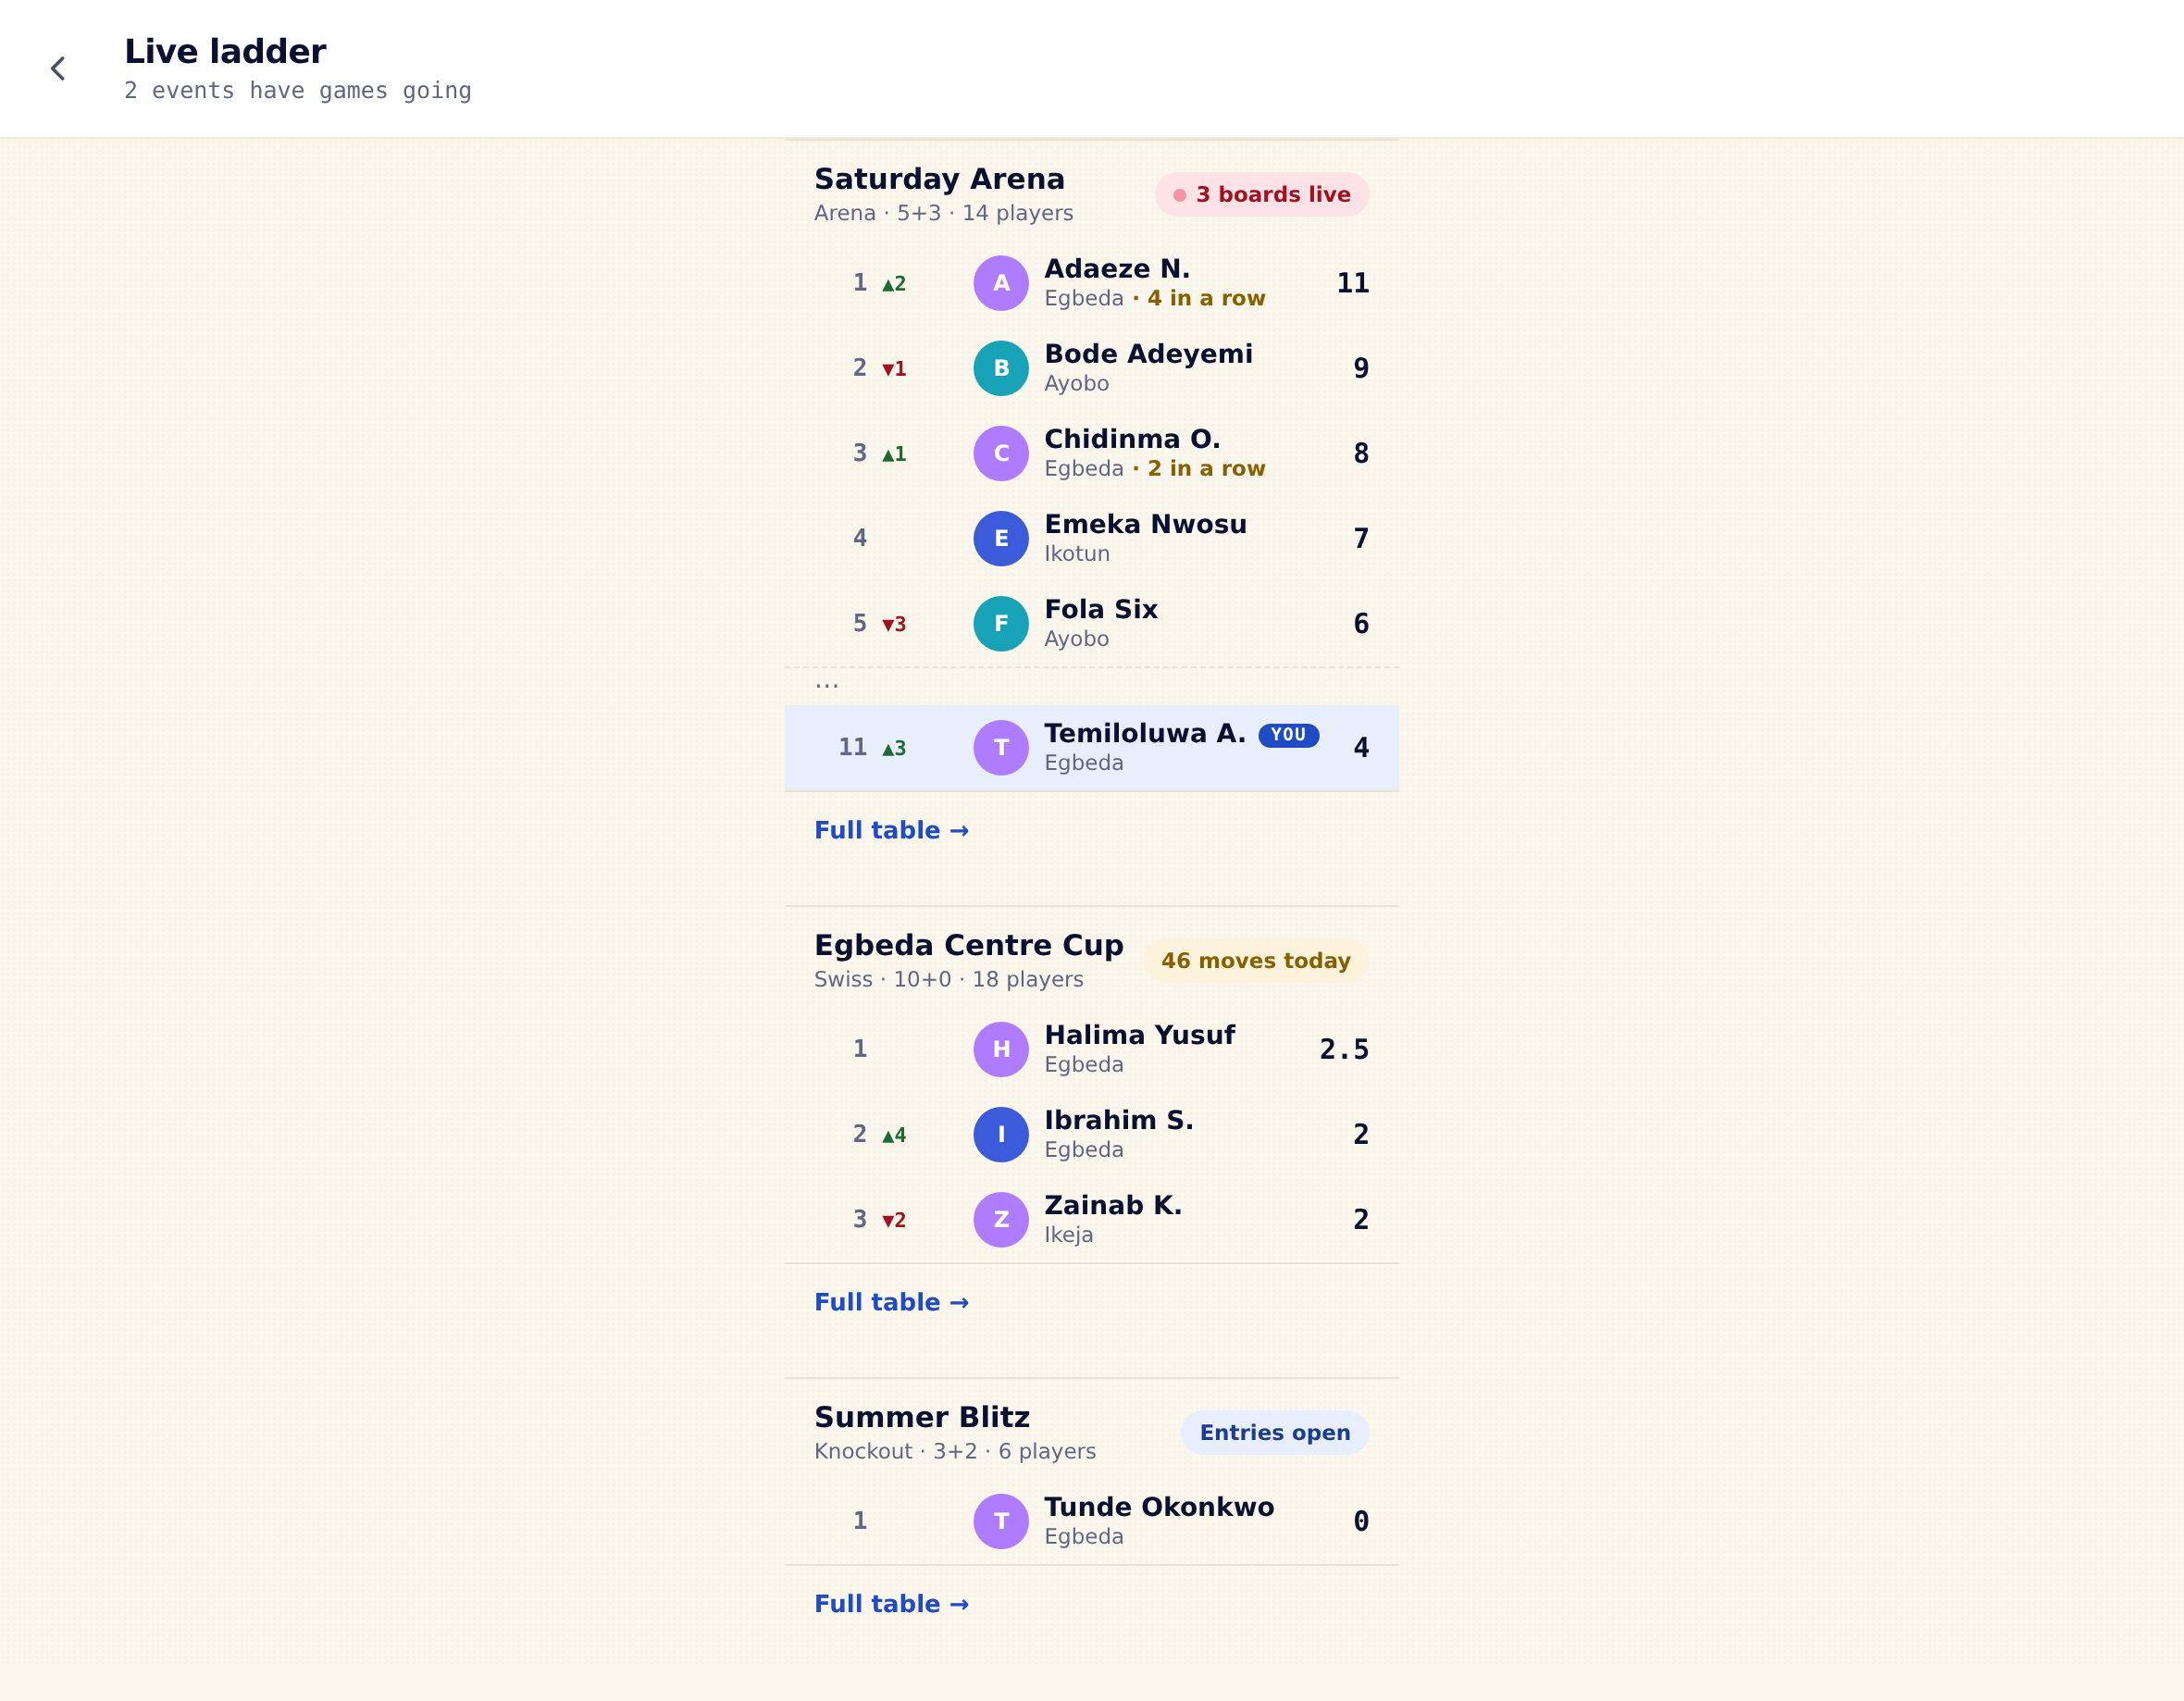 Live ladder
2 events have games going
Saturday Arena
Arena · 5+3 · 14 players
3 boards live
1 ▲2 A Adaeze N. 11
Egbeda · 4 in a row
2 ▼1 B Bode Adeyemi 9
Ayobo
3 ▲1 C Chidinma O. 8
Egbeda · 2 in a row
4 E Emeka Nwosu 7
Ikotun
5 ▼3 F Fola Six 6
Ayobo
...
11 ▲3 T Temiloluwa A. YOU 4
Egbeda
Full table →
Egbeda Centre Cup
Swiss · 10+0 · 18 players
46 moves today
1 H Halima Yusuf 2.5
Egbeda
2 ▲4 I Ibrahim S. 2
Egbeda
3 ▼2 Z Zainab K. 2
Ikeja
Full table →
Summer Blitz
Knockout · 3+2 · 6 players
Entries open
1 T Tunde Okonkwo 0
Egbeda
Full table →